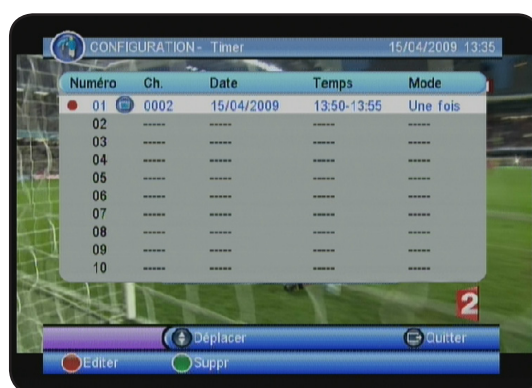 CONFIGURATION - Timer 15/04/2009 13:35
Numéro Ch. Date Temps Mode
01 0002 15/04/2009 13:50-13:55 Une fois
02 ----- ----- ----- -----
03 ----- ----- ----- -----
04 ----- ----- ----- -----
05 ----- ----- ----- -----
06 ----- ----- ----- -----
07 ----- ----- ----- -----
08 ----- ----- ----- -----
09 ----- ----- ----- -----
10 ----- ----- ----- -----
2
Déplacer Quitter
Editer Suppr